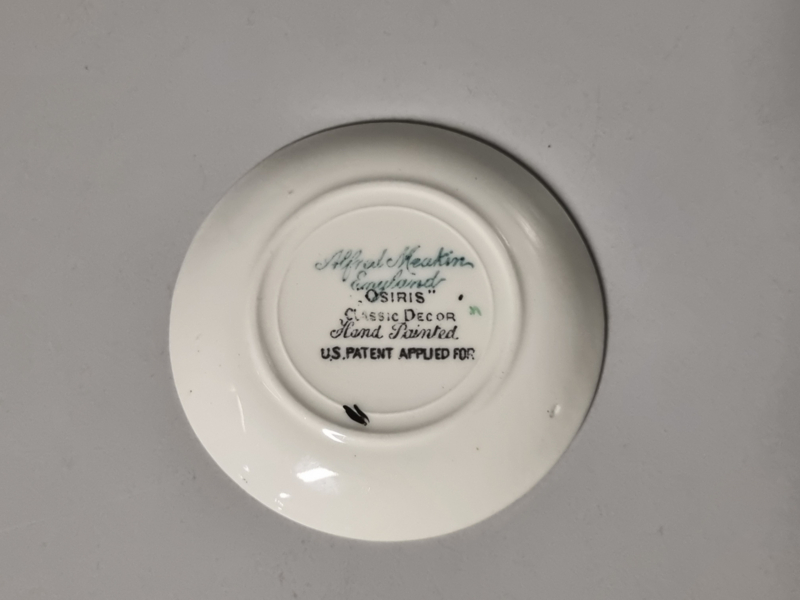 Alfred Meakin
England
"OSIRIS"
CLASSIC DECOR
Hand Painted.
U.S. PATENT APPLIED FOR